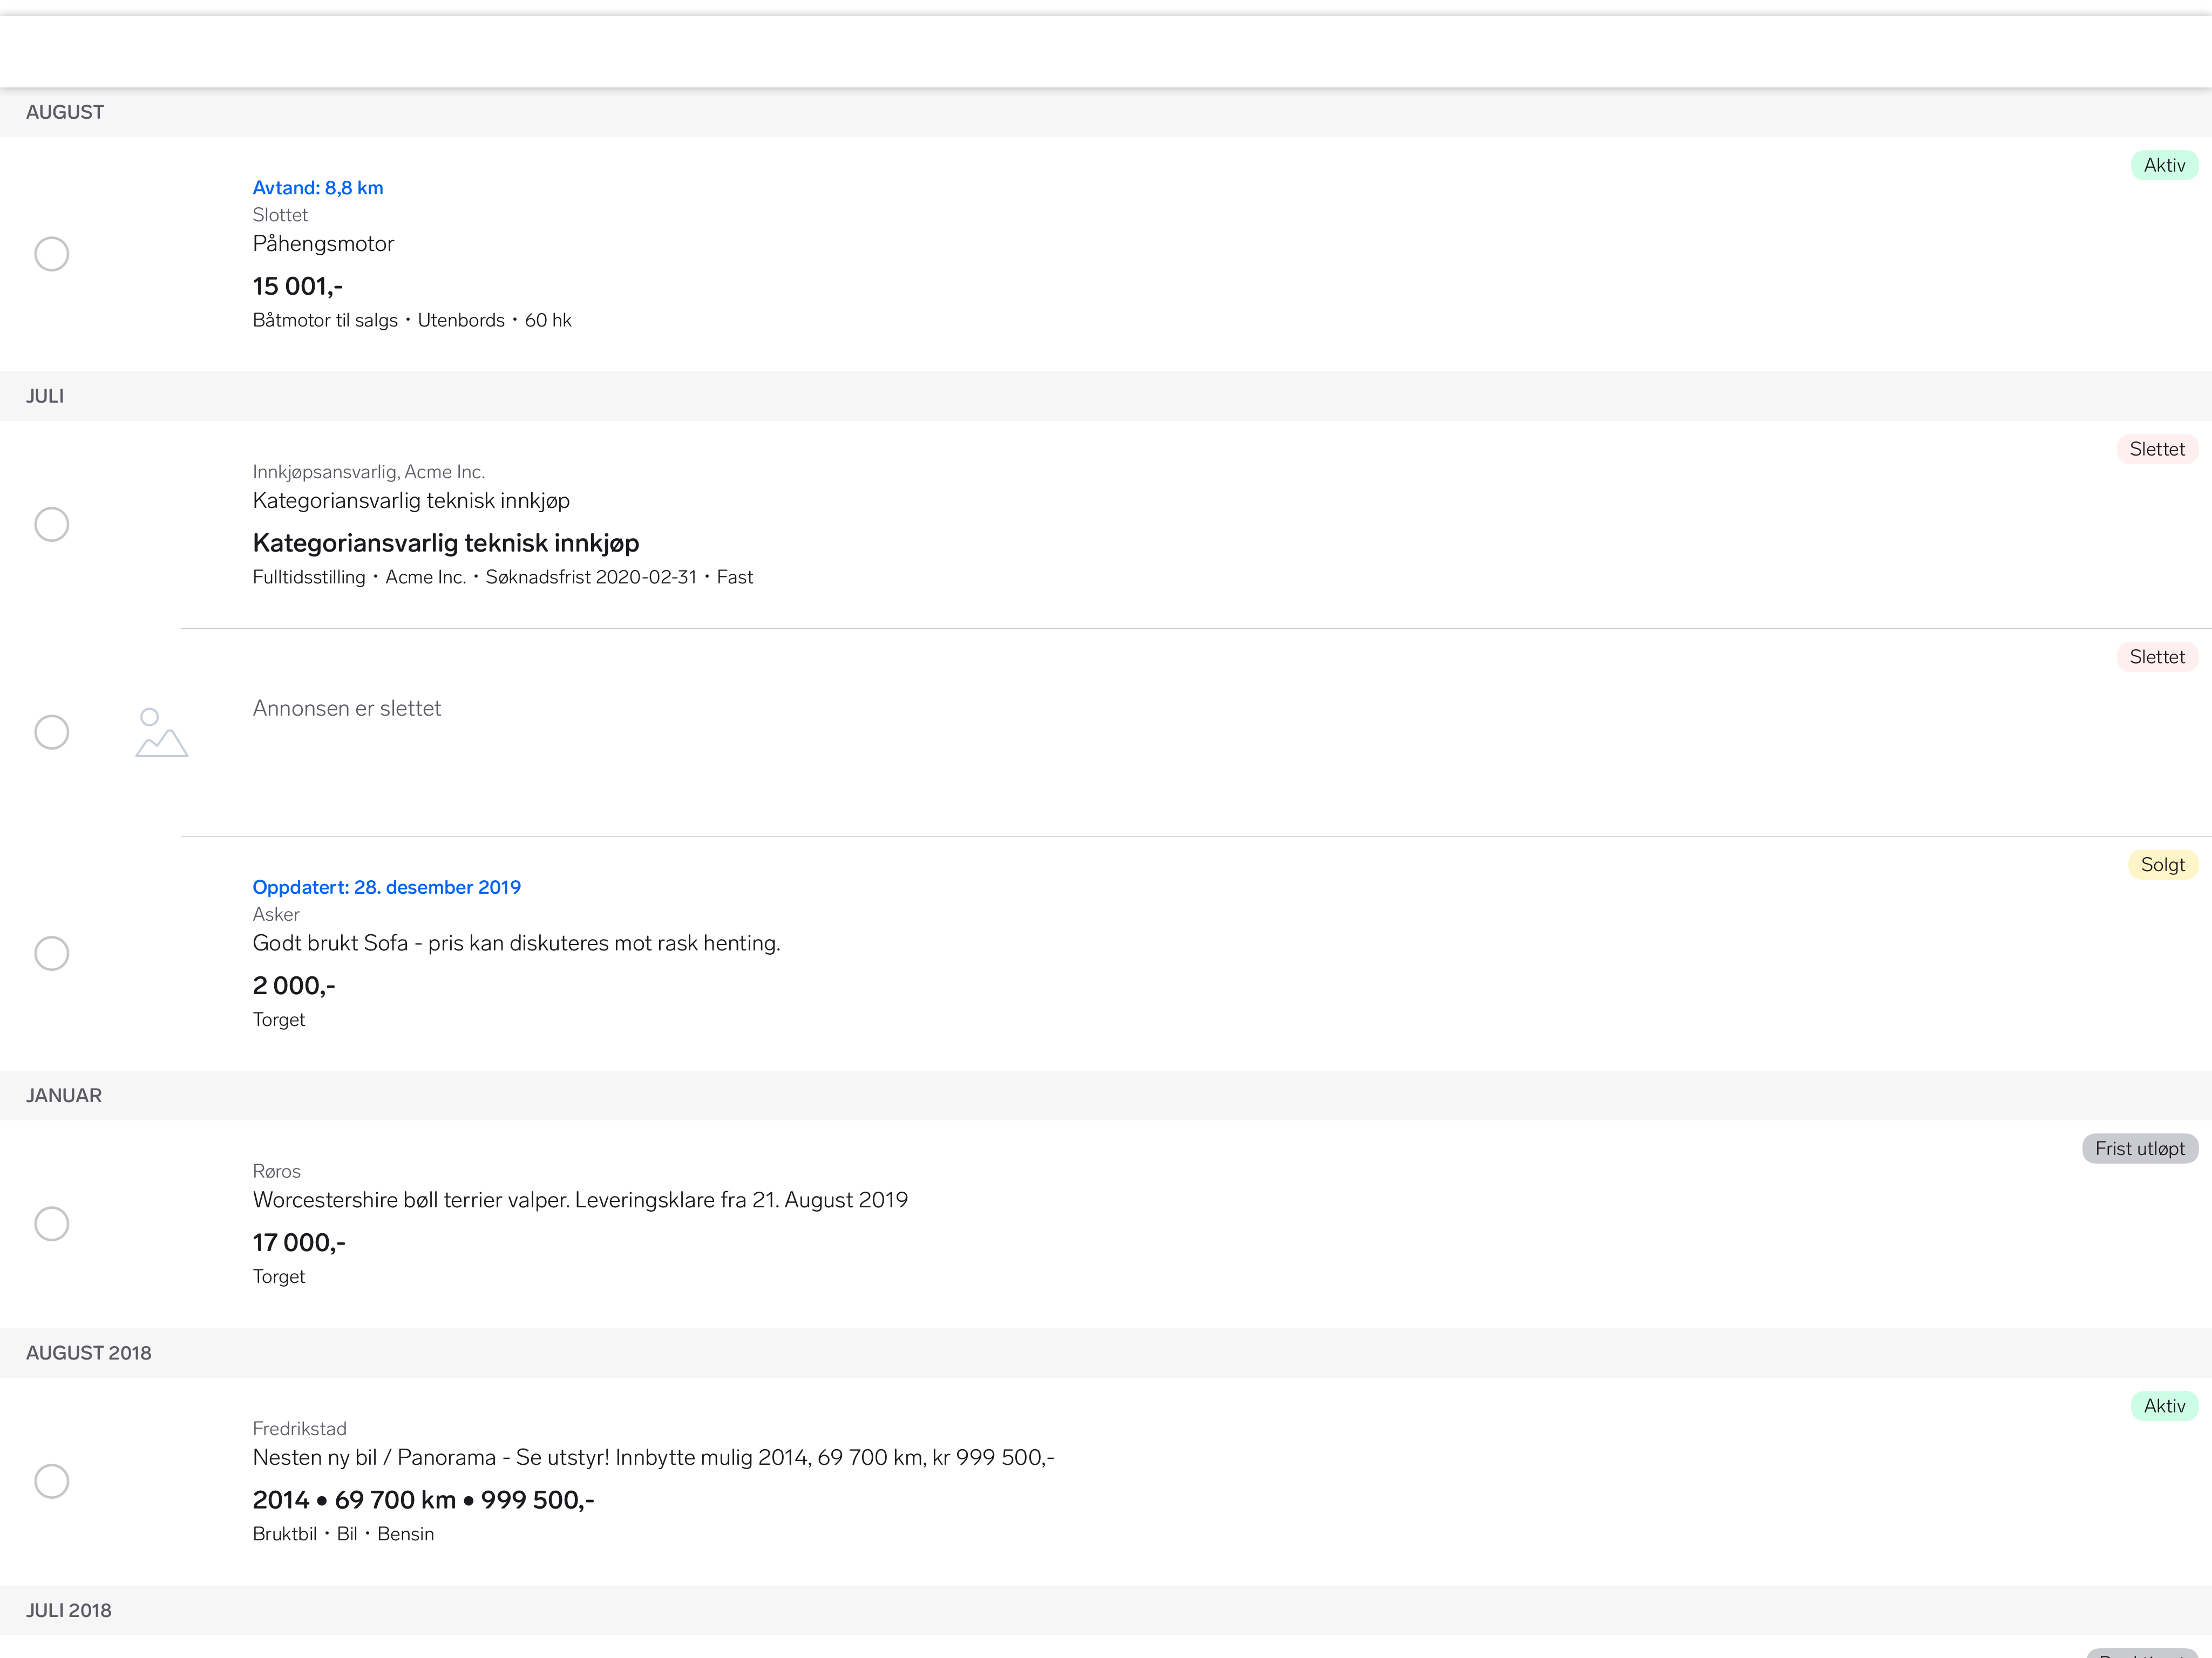 AUGUST
Aktiv
Avtand: 8,8 km
Slottet
Påhengsmotor
15 001,-
Båtmotor til salgs • Utenbords • 60 hk
JULI
Slettet
Innkjøpsansvarlig, Acme Inc.
Kategoriansvarlig teknisk innkjøp
Kategoriansvarlig teknisk innkjøp
Fulltidsstilling • Acme Inc. • Søknadsfrist 2020-02-31 • Fast
Slettet
Annonsen er slettet
Solgt
Oppdatert: 28. desember 2019
Asker
Godt brukt Sofa - pris kan diskuteres mot rask henting.
2 000,-
Torget
JANUAR
Frist utløpt
Røros
Worcestershire bøll terrier valper. Leveringsklare fra 21. August 2019
17 000,-
Torget
AUGUST 2018
Aktiv
Fredrikstad
Nesten ny bil / Panorama - Se utstyr! Innbytte mulig 2014, 69 700 km, kr 999 500,-
2014 ● 69 700 km ● 999 500,-
Bruktbil • Bil • Bensin
JULI 2018